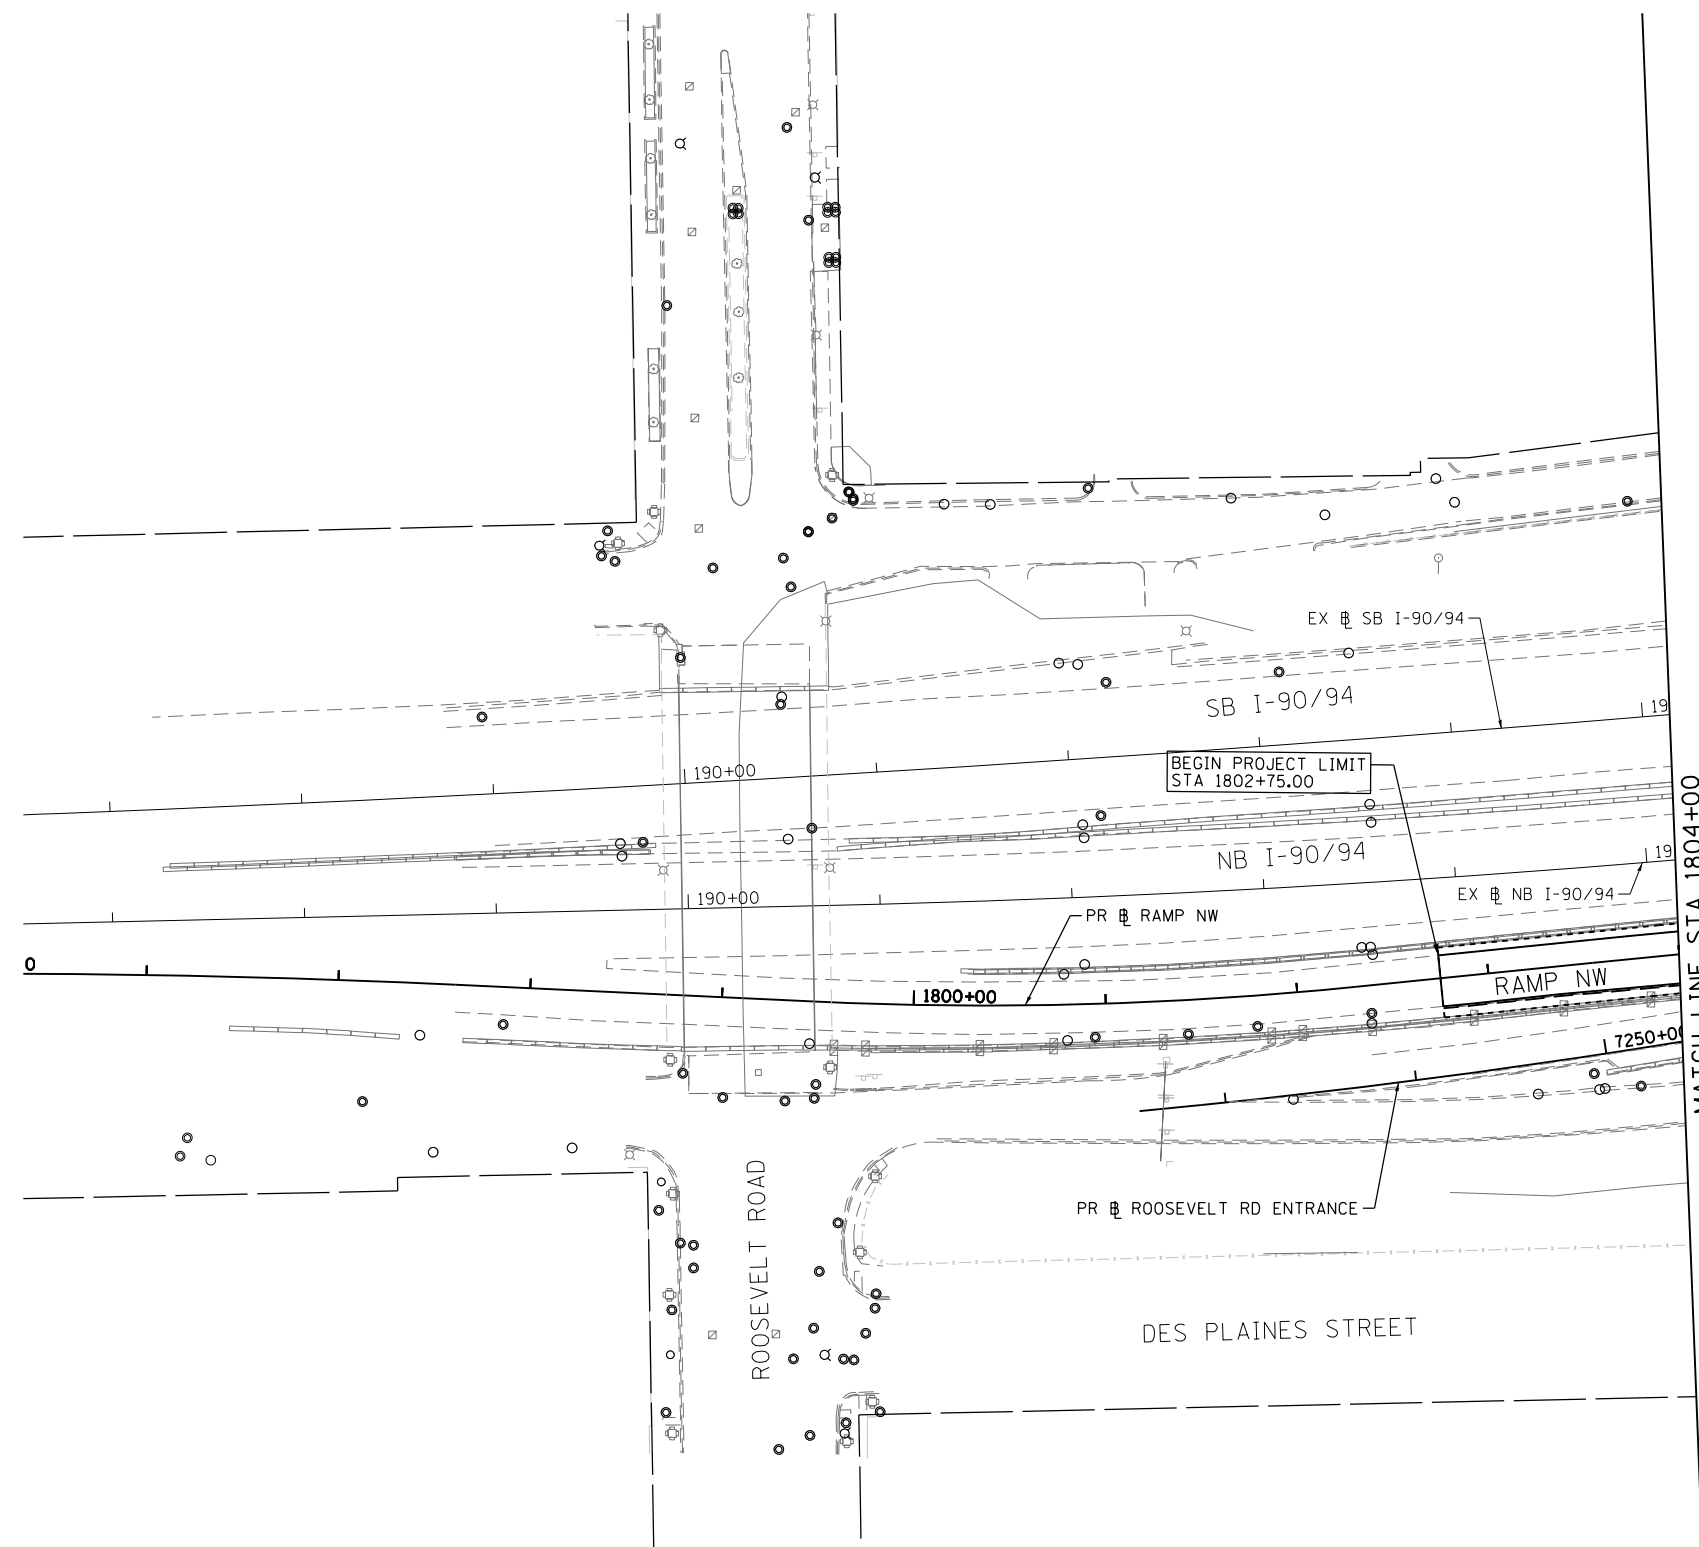 EX ℄ SB I-90/94
SB I-90/94
19
190+00
BEGIN PROJECT LIMIT
STA 1802+75.00
MATCH LINE STA 1804+00
NB I-90/94
19
190+00
EX ℄ NB I-90/94
PR ℄ RAMP NW
0
1800+00
RAMP NW
7250+00
PR ℄ ROOSEVELT RD ENTRANCE
ROOSEVELT ROAD
DES PLAINES STREET